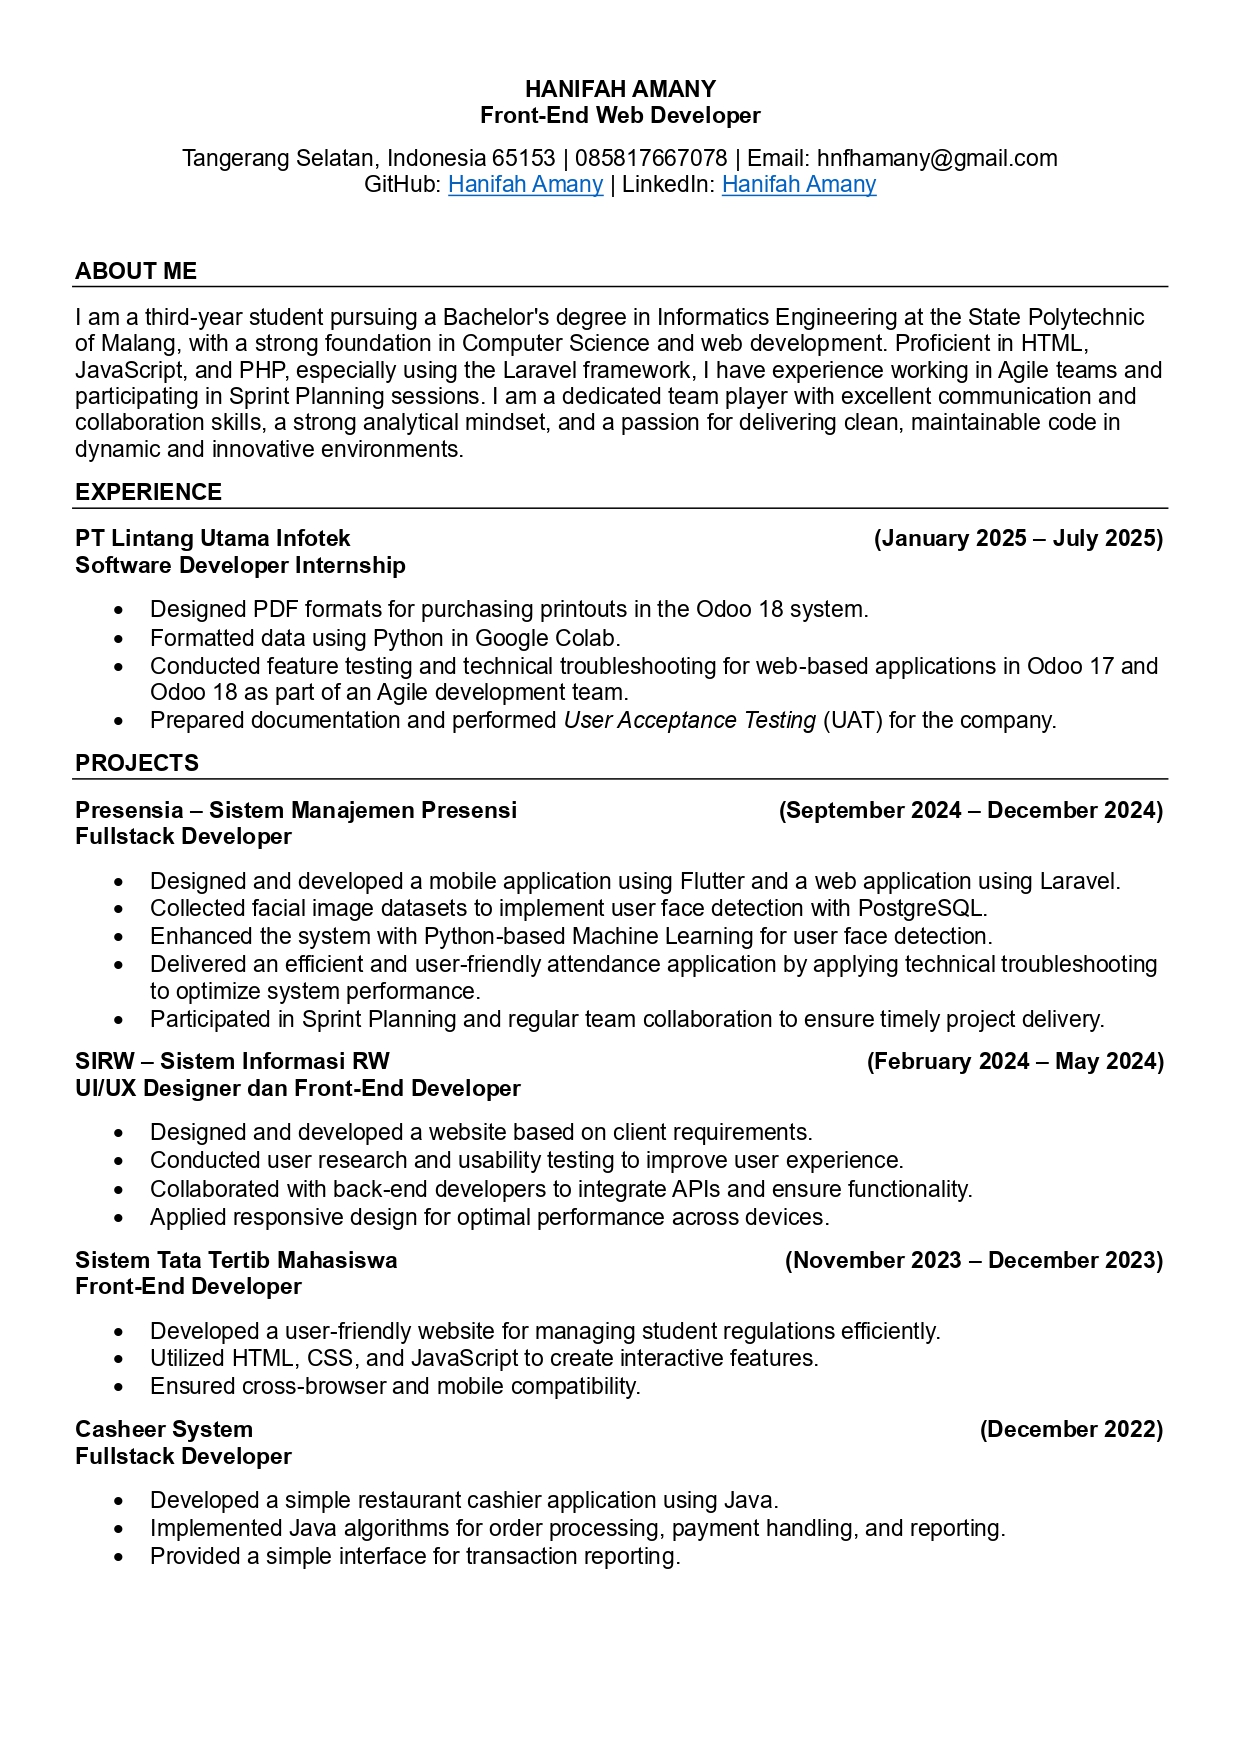 HANIFAH AMANY
Front-End Web Developer
Tangerang Selatan, Indonesia 65153 | 085817667078 | Email: hnfhamany@gmail.com
GitHub: Hanifah Amany | LinkedIn: Hanifah Amany
ABOUT ME
I am a third-year student pursuing a Bachelor's degree in Informatics Engineering at the State Polytechnic
of Malang, with a strong foundation in Computer Science and web development. Proficient in HTML,
JavaScript, and PHP, especially using the Laravel framework, I have experience working in Agile teams and
participating in Sprint Planning sessions. I am a dedicated team player with excellent communication and
collaboration skills, a strong analytical mindset, and a passion for delivering clean, maintainable code in
dynamic and innovative environments.
EXPERIENCE
PT Lintang Utama Infotek (January 2025 – July 2025)
Software Developer Internship
• Designed PDF formats for purchasing printouts in the Odoo 18 system.
• Formatted data using Python in Google Colab.
• Conducted feature testing and technical troubleshooting for web-based applications in Odoo 17 and
Odoo 18 as part of an Agile development team.
• Prepared documentation and performed User Acceptance Testing (UAT) for the company.
PROJECTS
Presensia – Sistem Manajemen Presensi (September 2024 – December 2024)
Fullstack Developer
• Designed and developed a mobile application using Flutter and a web application using Laravel.
• Collected facial image datasets to implement user face detection with PostgreSQL.
• Enhanced the system with Python-based Machine Learning for user face detection.
• Delivered an efficient and user-friendly attendance application by applying technical troubleshooting
to optimize system performance.
• Participated in Sprint Planning and regular team collaboration to ensure timely project delivery.
SIRW – Sistem Informasi RW (February 2024 – May 2024)
UI/UX Designer dan Front-End Developer
• Designed and developed a website based on client requirements.
• Conducted user research and usability testing to improve user experience.
• Collaborated with back-end developers to integrate APIs and ensure functionality.
• Applied responsive design for optimal performance across devices.
Sistem Tata Tertib Mahasiswa (November 2023 – December 2023)
Front-End Developer
• Developed a user-friendly website for managing student regulations efficiently.
• Utilized HTML, CSS, and JavaScript to create interactive features.
• Ensured cross-browser and mobile compatibility.
Casheer System (December 2022)
Fullstack Developer
• Developed a simple restaurant cashier application using Java.
• Implemented Java algorithms for order processing, payment handling, and reporting.
• Provided a simple interface for transaction reporting.